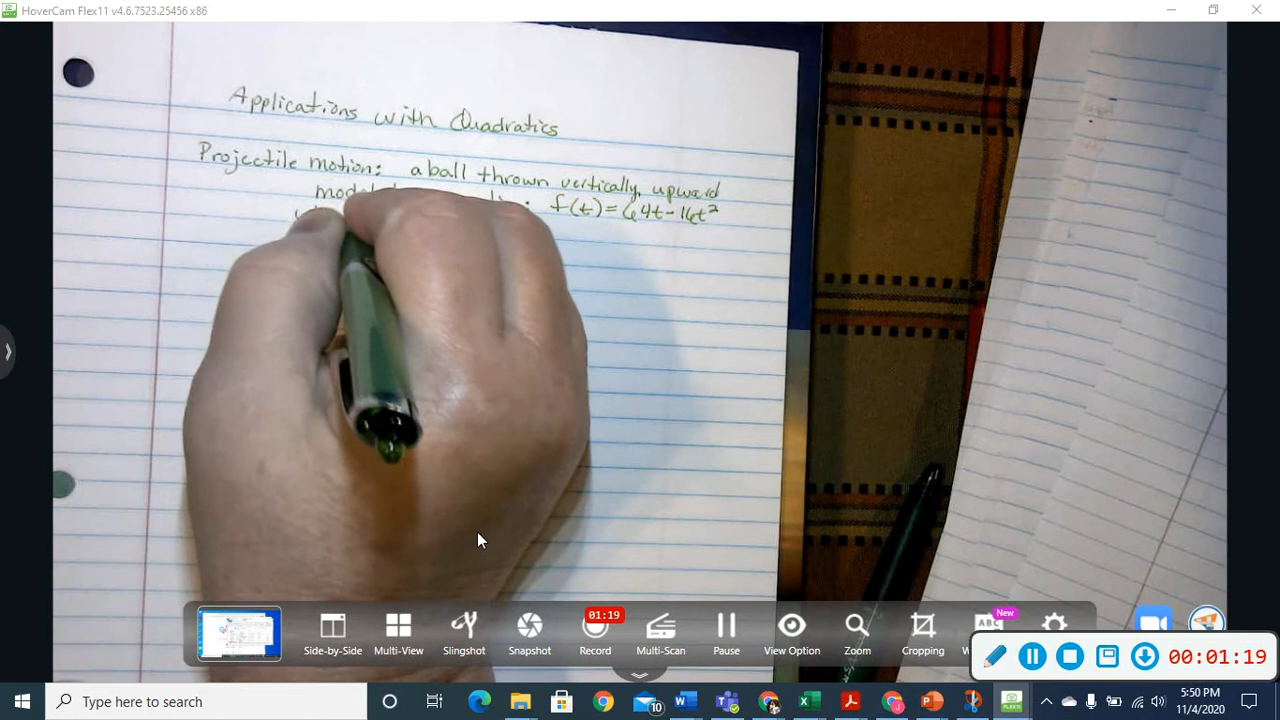 HoverCam Flex11 v4.6.7523.25456 x86
Applications with Quadratics
Projectile motion: a ball thrown vertically upward
f(t) = 64t - 16t²
New
01:19
ABC
Side-by-Side
Multi-View
Slingshot
Snapshot
Record
Multi-Scan
Pause
View Option
Zoom
Cropping
00:01:19
Type here to search
10
5:50 PM
11/4/2020